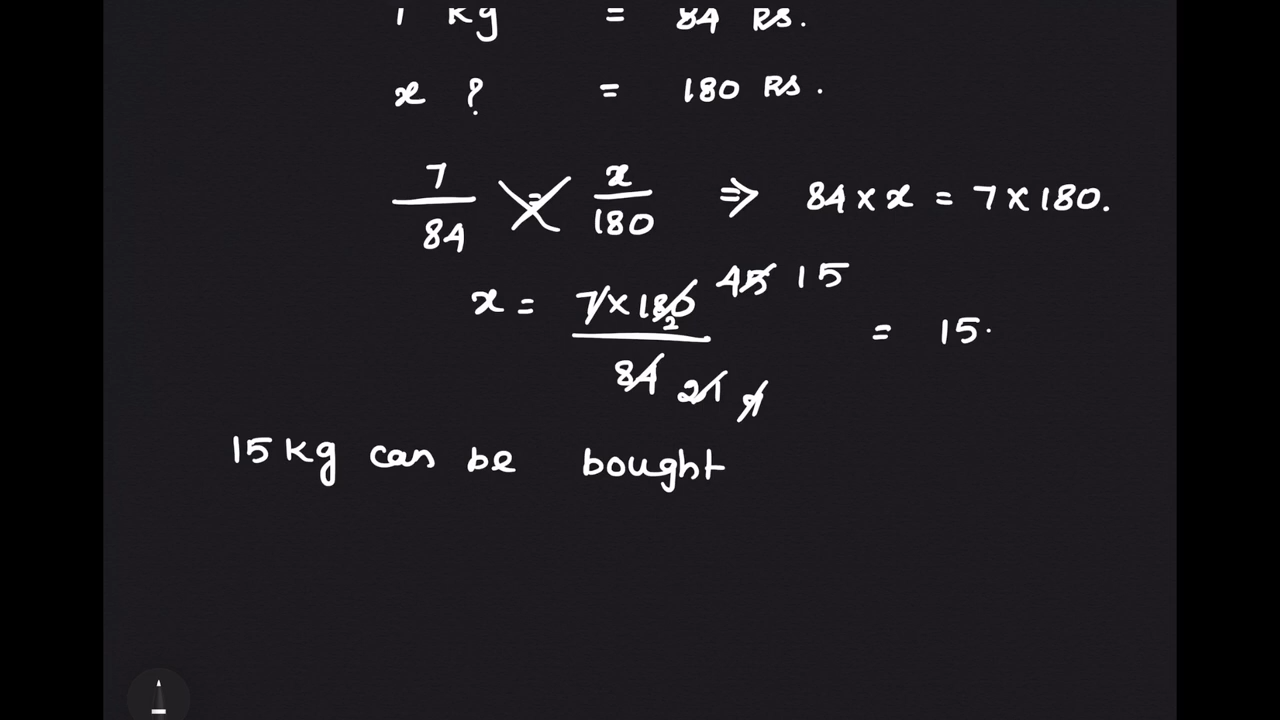 kg = 84 Rs.
x ? = 180 Rs.
7/84 = x/180 ⇒ 84 x x = 7 x 180.
x = 7 x 180 / 84 45 15 21 = 15.
15 kg can be bought